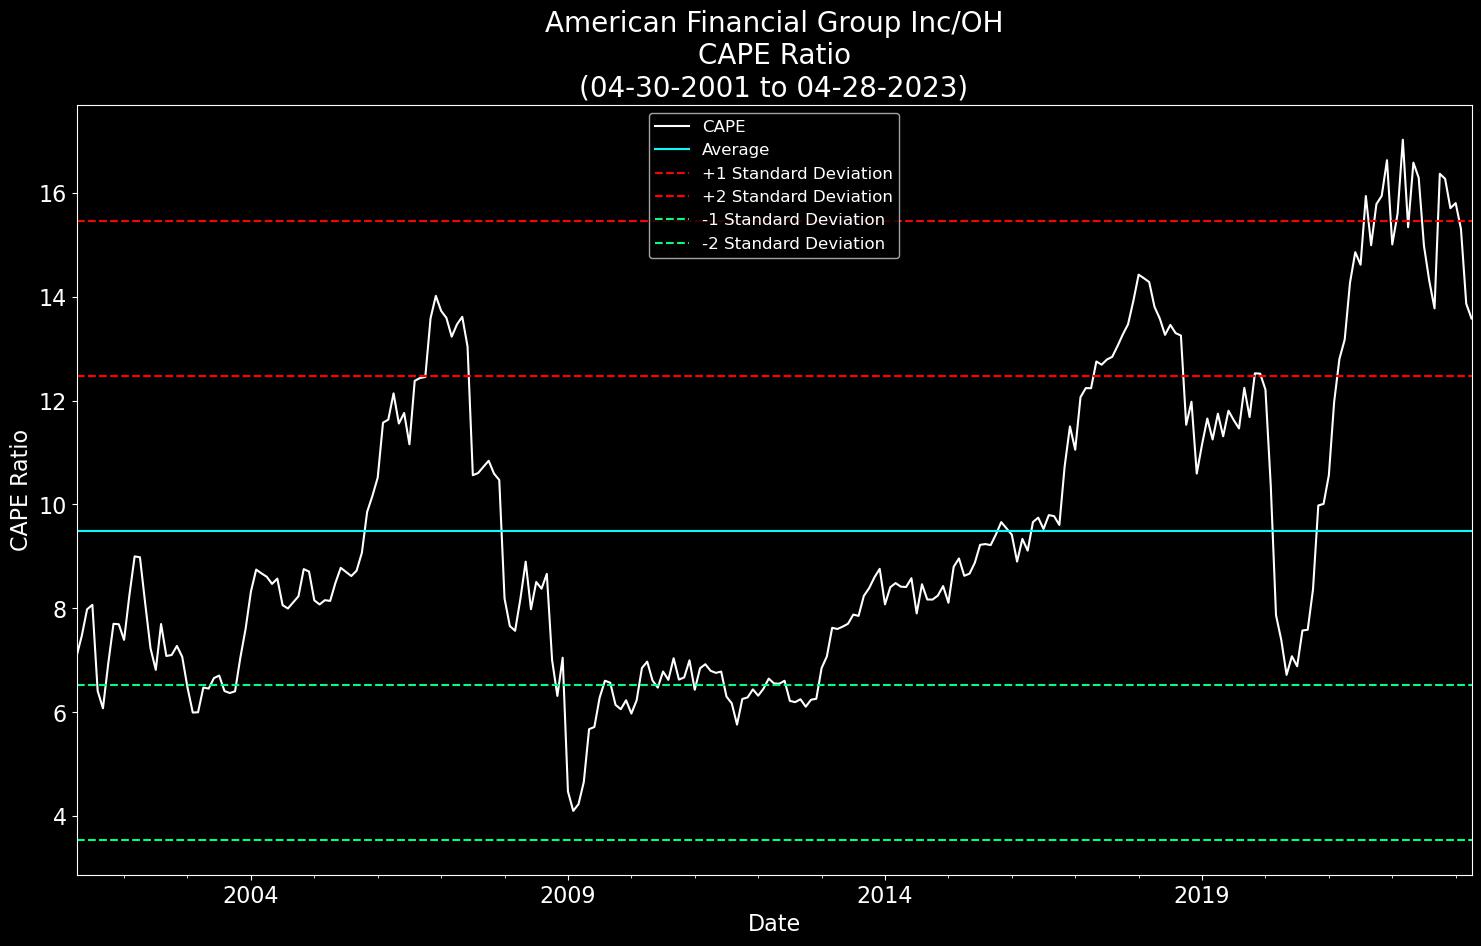 American Financial Group Inc/OH
CAPE Ratio
(04-30-2001 to 04-28-2023)
CAPE
Average
+1 Standard Deviation
+2 Standard Deviation
-1 Standard Deviation
-2 Standard Deviation
16
14
12
10
8
6
4
CAPE Ratio
2004 2009 2014 2019
Date